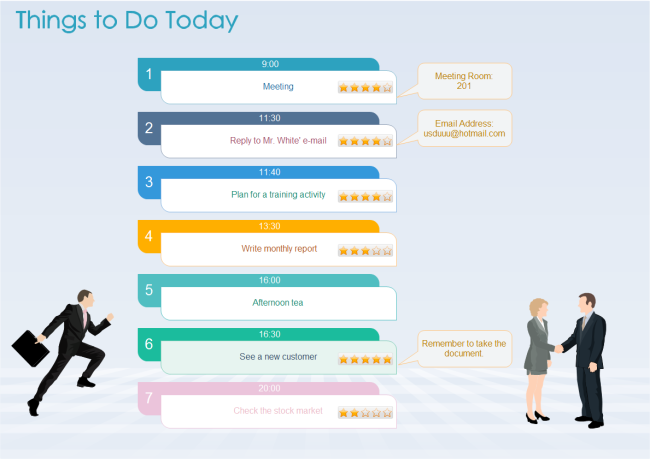 Things to Do Today
1
9:00
Meeting
Meeting Room:
201
2
11:30
Reply to Mr. White' e-mail
Email Address:
usduuu@hotmail.com
3
11:40
Plan for a training activity
4
13:30
Write monthly report
5
16:00
Afternoon tea
6
16:30
See a new customer
Remember to take the
document.
7
20:00
Check the stock market